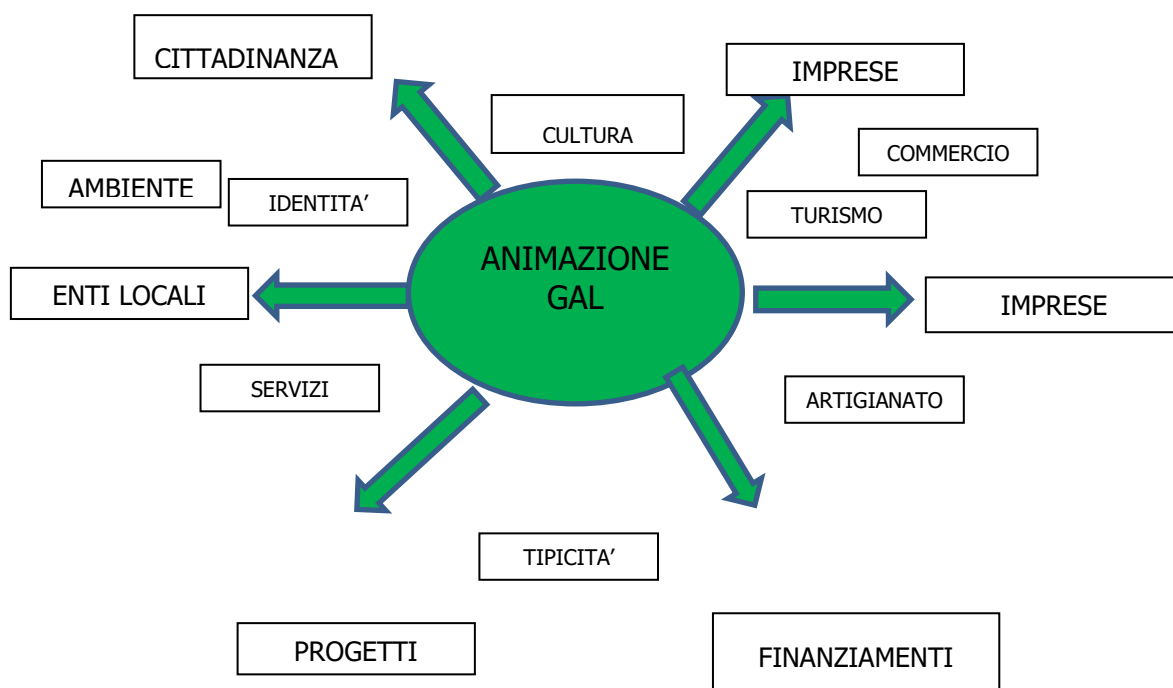 CITTADINANZA
IMPRESE
CULTURA
COMMERCIO
AMBIENTE
IDENTITA’
TURISMO
ANIMAZIONE
GAL
ENTI LOCALI
IMPRESE
SERVIZI
ARTIGIANATO
TIPICITA’
PROGETTI
FINANZIAMENTI